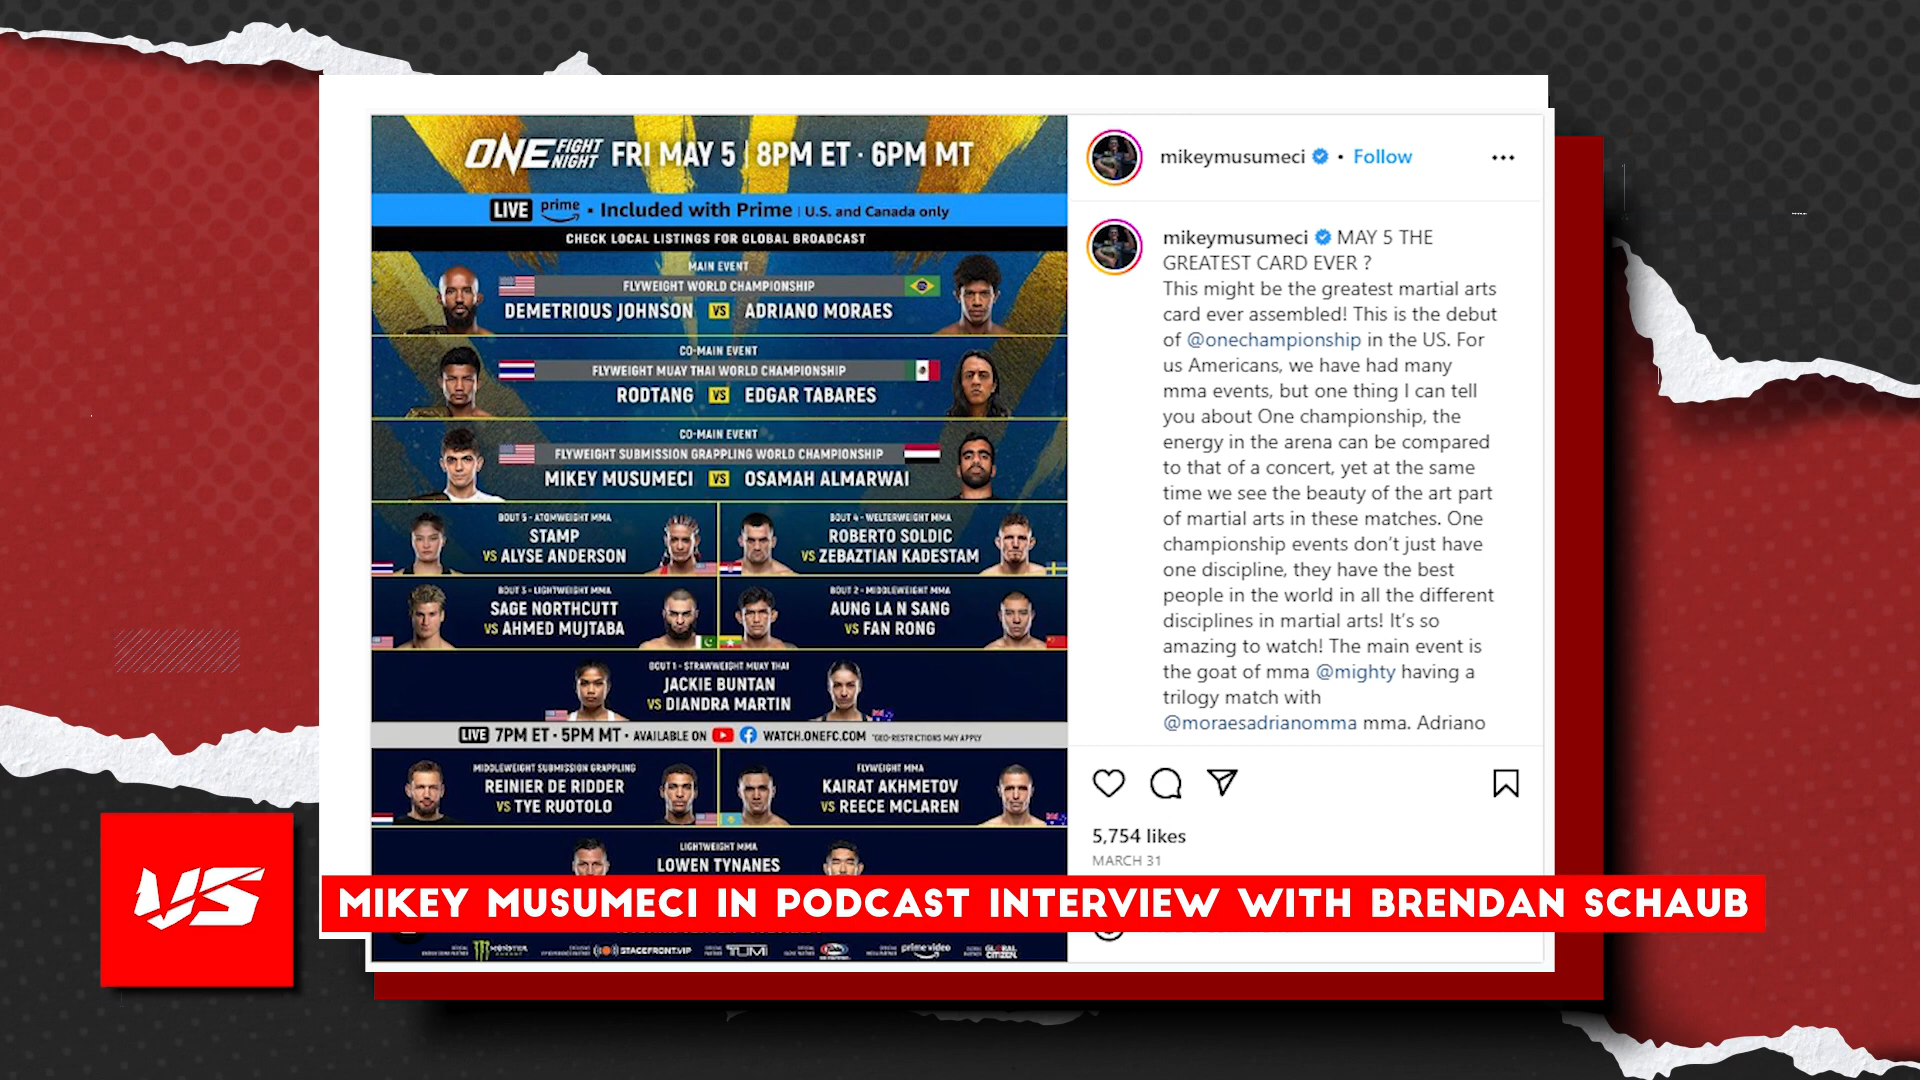 ONE FIGHT NIGHT FRI MAY 5 | 8PM ET · 6PM MT
LIVE prime · Included with Prime | U.S. and Canada only
CHECK LOCAL LISTINGS FOR GLOBAL BROADCAST
MAIN EVENT
FLYWEIGHT WORLD CHAMPIONSHIP
DEMETRIOUS JOHNSON VS ADRIANO MORAES
CO-MAIN EVENT
FLYWEIGHT MUAY THAI WORLD CHAMPIONSHIP
RODTANG VS EDGAR TABARES
CO-MAIN EVENT
FLYWEIGHT SUBMISSION GRAPPLING WORLD CHAMPIONSHIP
MIKEY MUSUMECI VS OSAMAH ALMARWAI
BOUT 5 - ATOMWEIGHT MMA
STAMP
VS ALYSE ANDERSON
BOUT 4 - WELTERWEIGHT MMA
ROBERTO SOLDIC
VS ZEBAZTIAN KADESTAM
BOUT 3 - LIGHTWEIGHT MMA
SAGE NORTHCUTT
VS AHMED MUJTABA
BOUT 2 - MIDDLEWEIGHT MMA
AUNG LA N SANG
VS FAN RONG
BOUT 1 - STRAWWEIGHT MUAY THAI
JACKIE BUNTAN
VS DIANDRA MARTIN
LIVE 7PM ET · 5PM MT · AVAILABLE ON WATCH.ONEFC.COM *GEO-RESTRICTIONS MAY APPLY
MIDDLEWEIGHT SUBMISSION GRAPPLING
REINIER DE RIDDER
VS TYE RUOTOLO
FLYWEIGHT MMA
KAIRAT AKHMETOV
VS REECE MCLAREN
LIGHTWEIGHT MMA
LOWEN TYNANES
MONSTER STAGEFRONT.VIP TUMI prime video GLOBAL CITIZEN
mikeymusumeci • Follow
mikeymusumeci MAY 5 THE
GREATEST CARD EVER ?
This might be the greatest martial arts
card ever assembled! This is the debut
of @onechampionship in the US. For
us Americans, we have had many
mma events, but one thing I can tell
you about One championship, the
energy in the arena can be compared
to that of a concert, yet at the same
time we see the beauty of the art part
of martial arts in these matches. One
championship events don't just have
one discipline, they have the best
people in the world in all the different
disciplines in martial arts! It's so
amazing to watch! The main event is
the goat of mma @mighty having a
trilogy match with
@moraesadrianomma mma. Adriano
5,754 likes
MARCH 31
VS
MIKEY MUSUMECI IN PODCAST INTERVIEW WITH BRENDAN SCHAUB